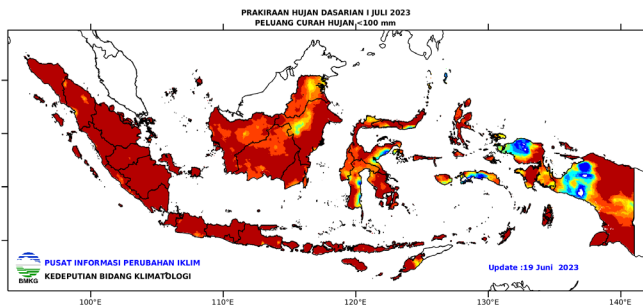 PRAKIRAAN HUJAN DASARIAN I JULI 2023
PELUANG CURAH HUJAN <100 mm
PUSAT INFORMASI PERUBAHAN IKLIM
KEDEPUTIAN BIDANG KLIMATOLOGI
BMKG
Update :19 Juni 2023
100°E 110°E 120°E 130°E 140°E